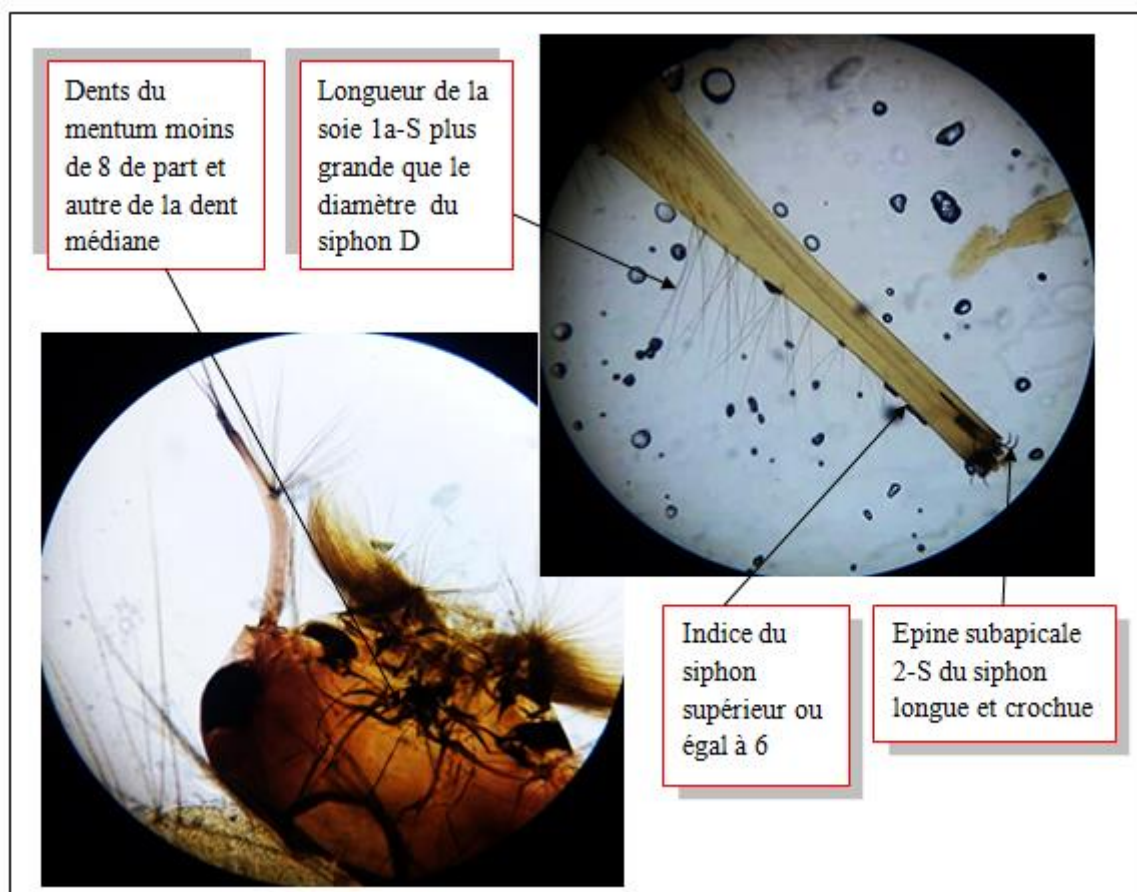 Dents du
mentum moins
de 8 de part et
autre de la dent
médiane
Longueur de la
soie 1a-S plus
grande que le
diamètre du
siphon D
Indice du
siphon
supérieur ou
égal à 6
Epine subapicale
2-S du siphon
longue et crochue